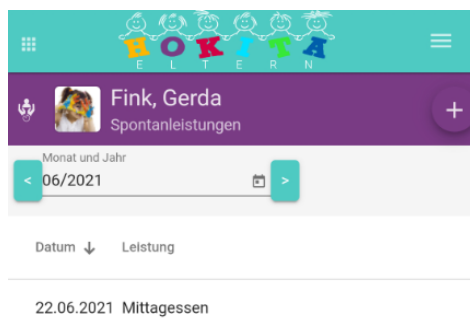 HOKITA
ELTERN
Fink, Gerda
Spontanleistungen
+
Monat und Jahr
< 06/2021 >
Datum ↓ Leistung
22.06.2021 Mittagessen